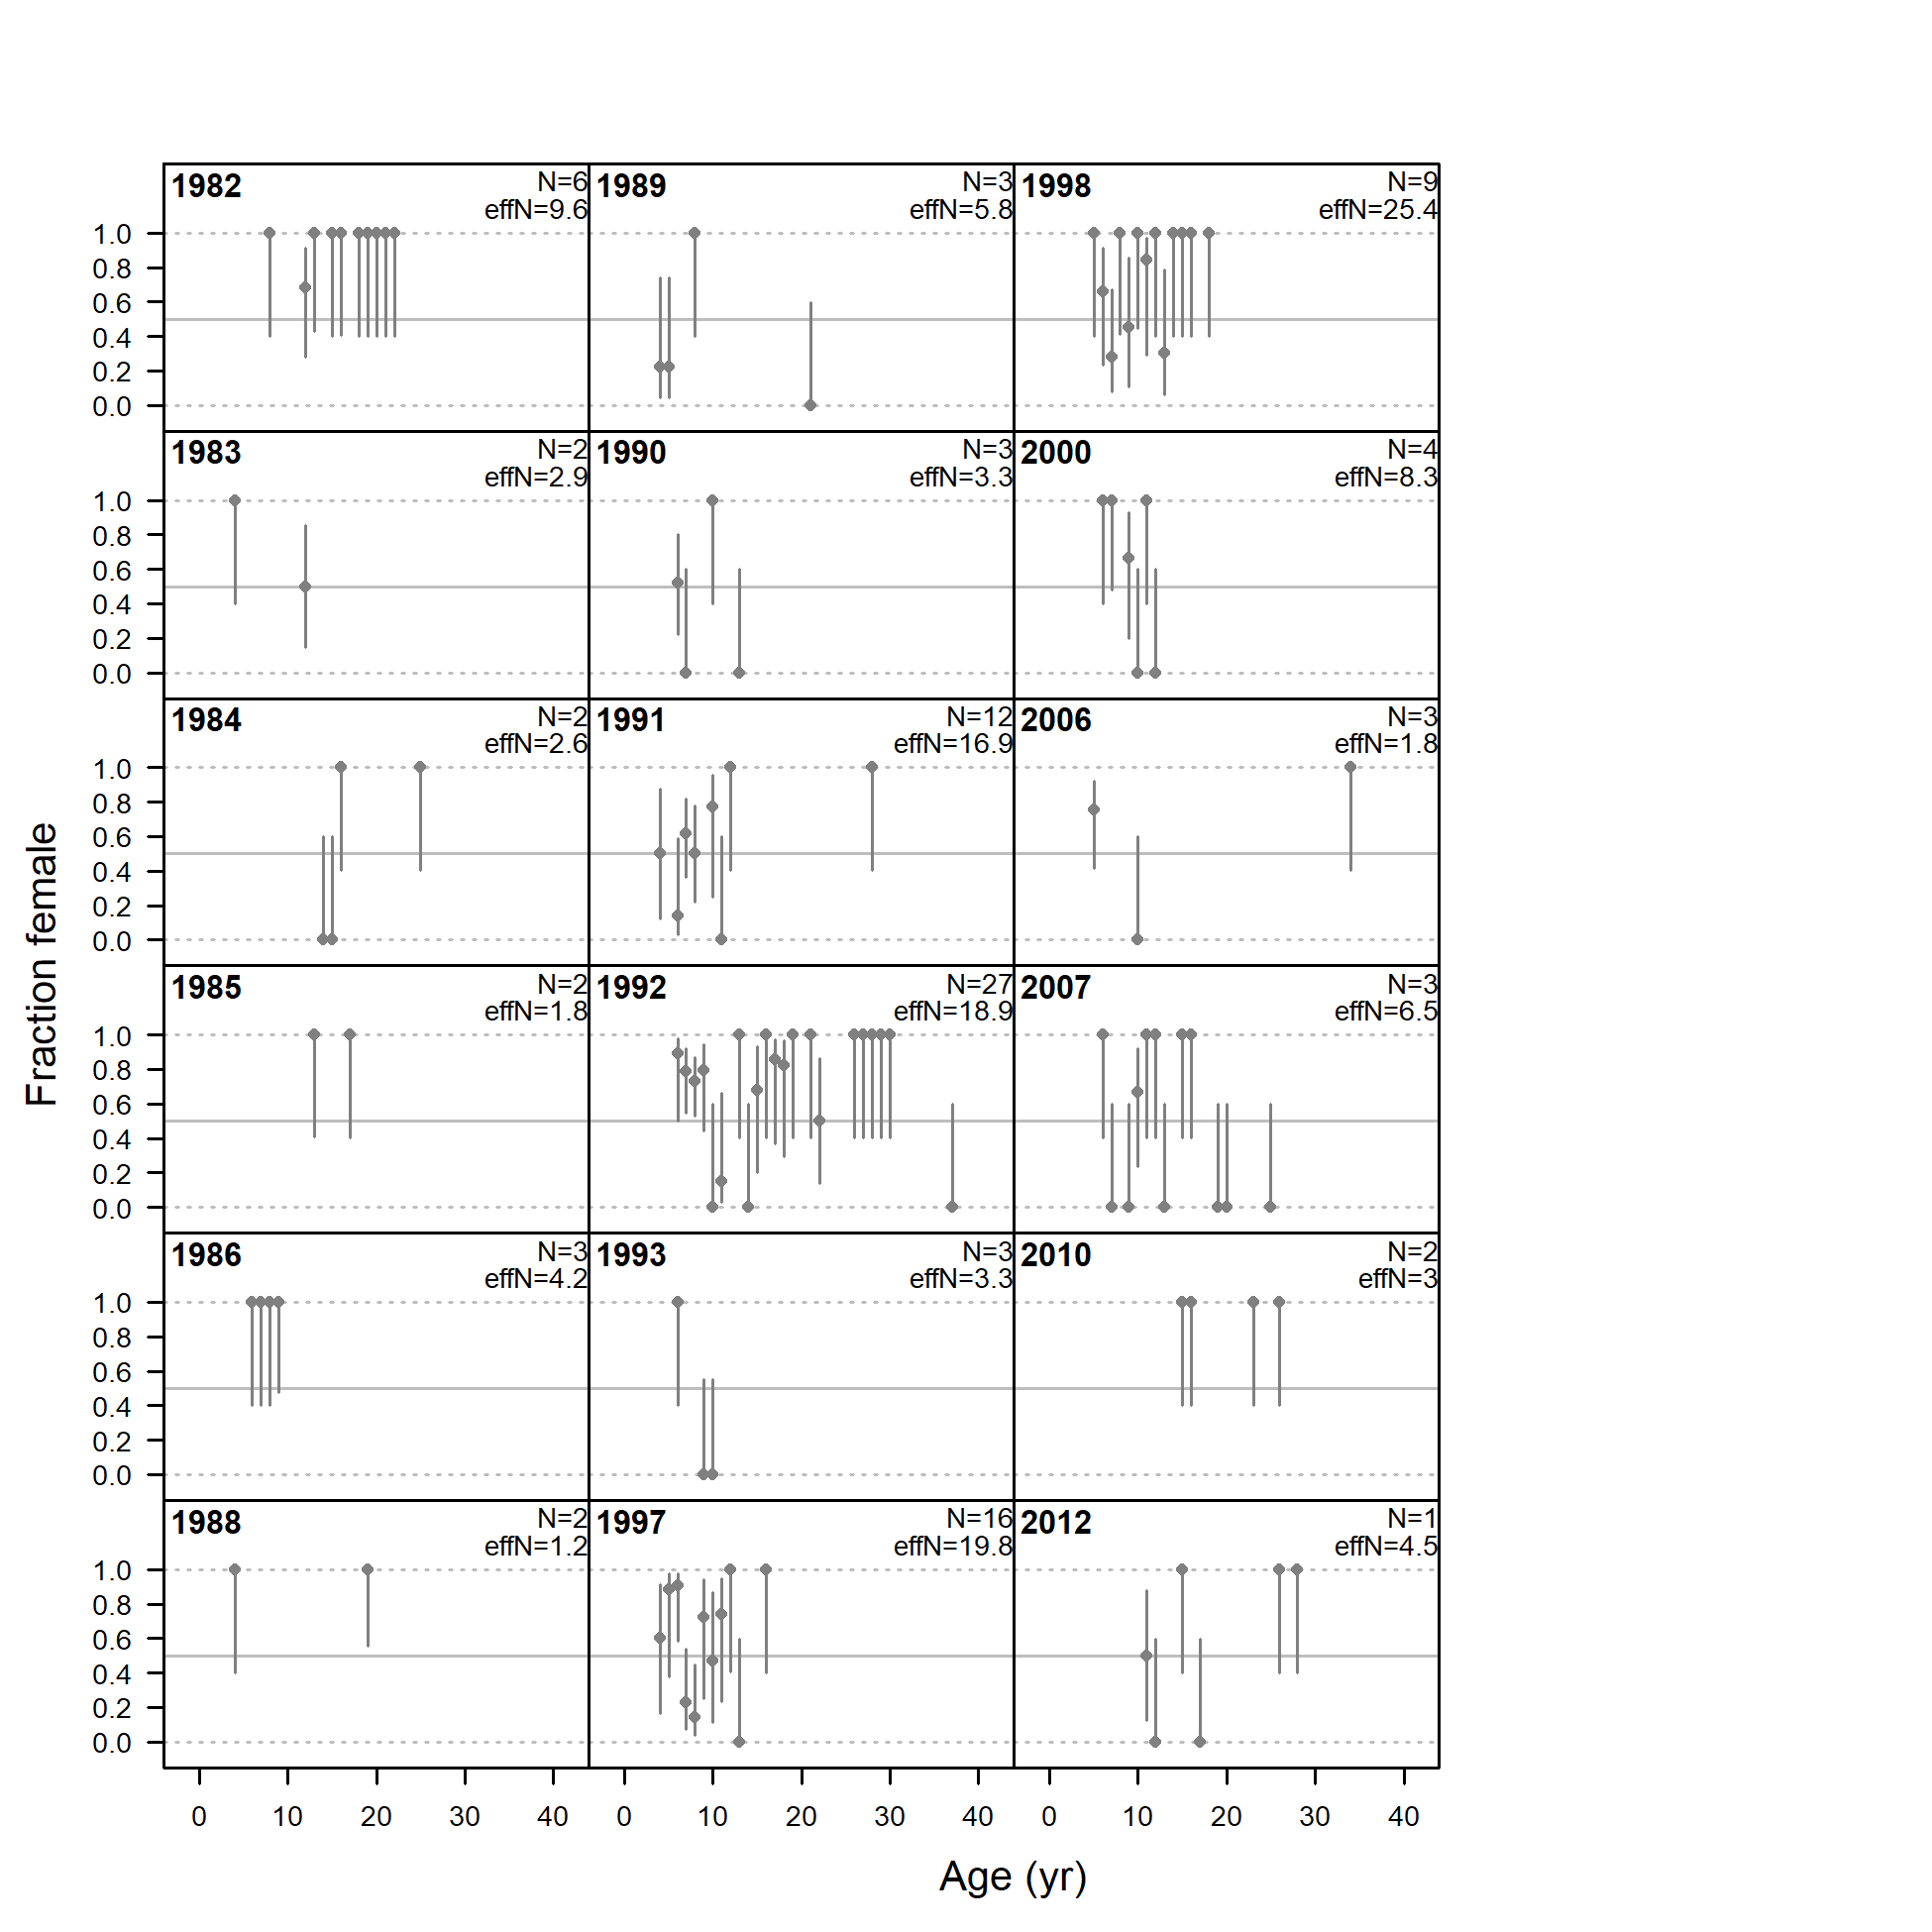 1982 N=6 1989 N=3 1998 N=9
effN=9.6 effN=5.8 effN=25.4
1.0
0.8
0.6
0.4
0.2
0.0
1983 N=2 1990 N=3 2000 N=4
effN=2.9 effN=3.3 effN=8.3
1.0
0.8
0.6
0.4
0.2
0.0
1984 N=2 1991 N=12 2006 N=3
effN=2.6 effN=16.9 effN=1.8
1.0
0.8
0.6
0.4
0.2
0.0
Fraction female
1985 N=2 1992 N=27 2007 N=3
effN=1.8 effN=18.9 effN=6.5
1.0
0.8
0.6
0.4
0.2
0.0
1986 N=3 1993 N=3 2010 N=2
effN=4.2 effN=3.3 effN=3
1.0
0.8
0.6
0.4
0.2
0.0
1988 N=2 1997 N=16 2012 N=1
effN=1.2 effN=19.8 effN=4.5
1.0
0.8
0.6
0.4
0.2
0.0
0 10 20 30 40 0 10 20 30 40 0 10 20 30 40
Age (yr)